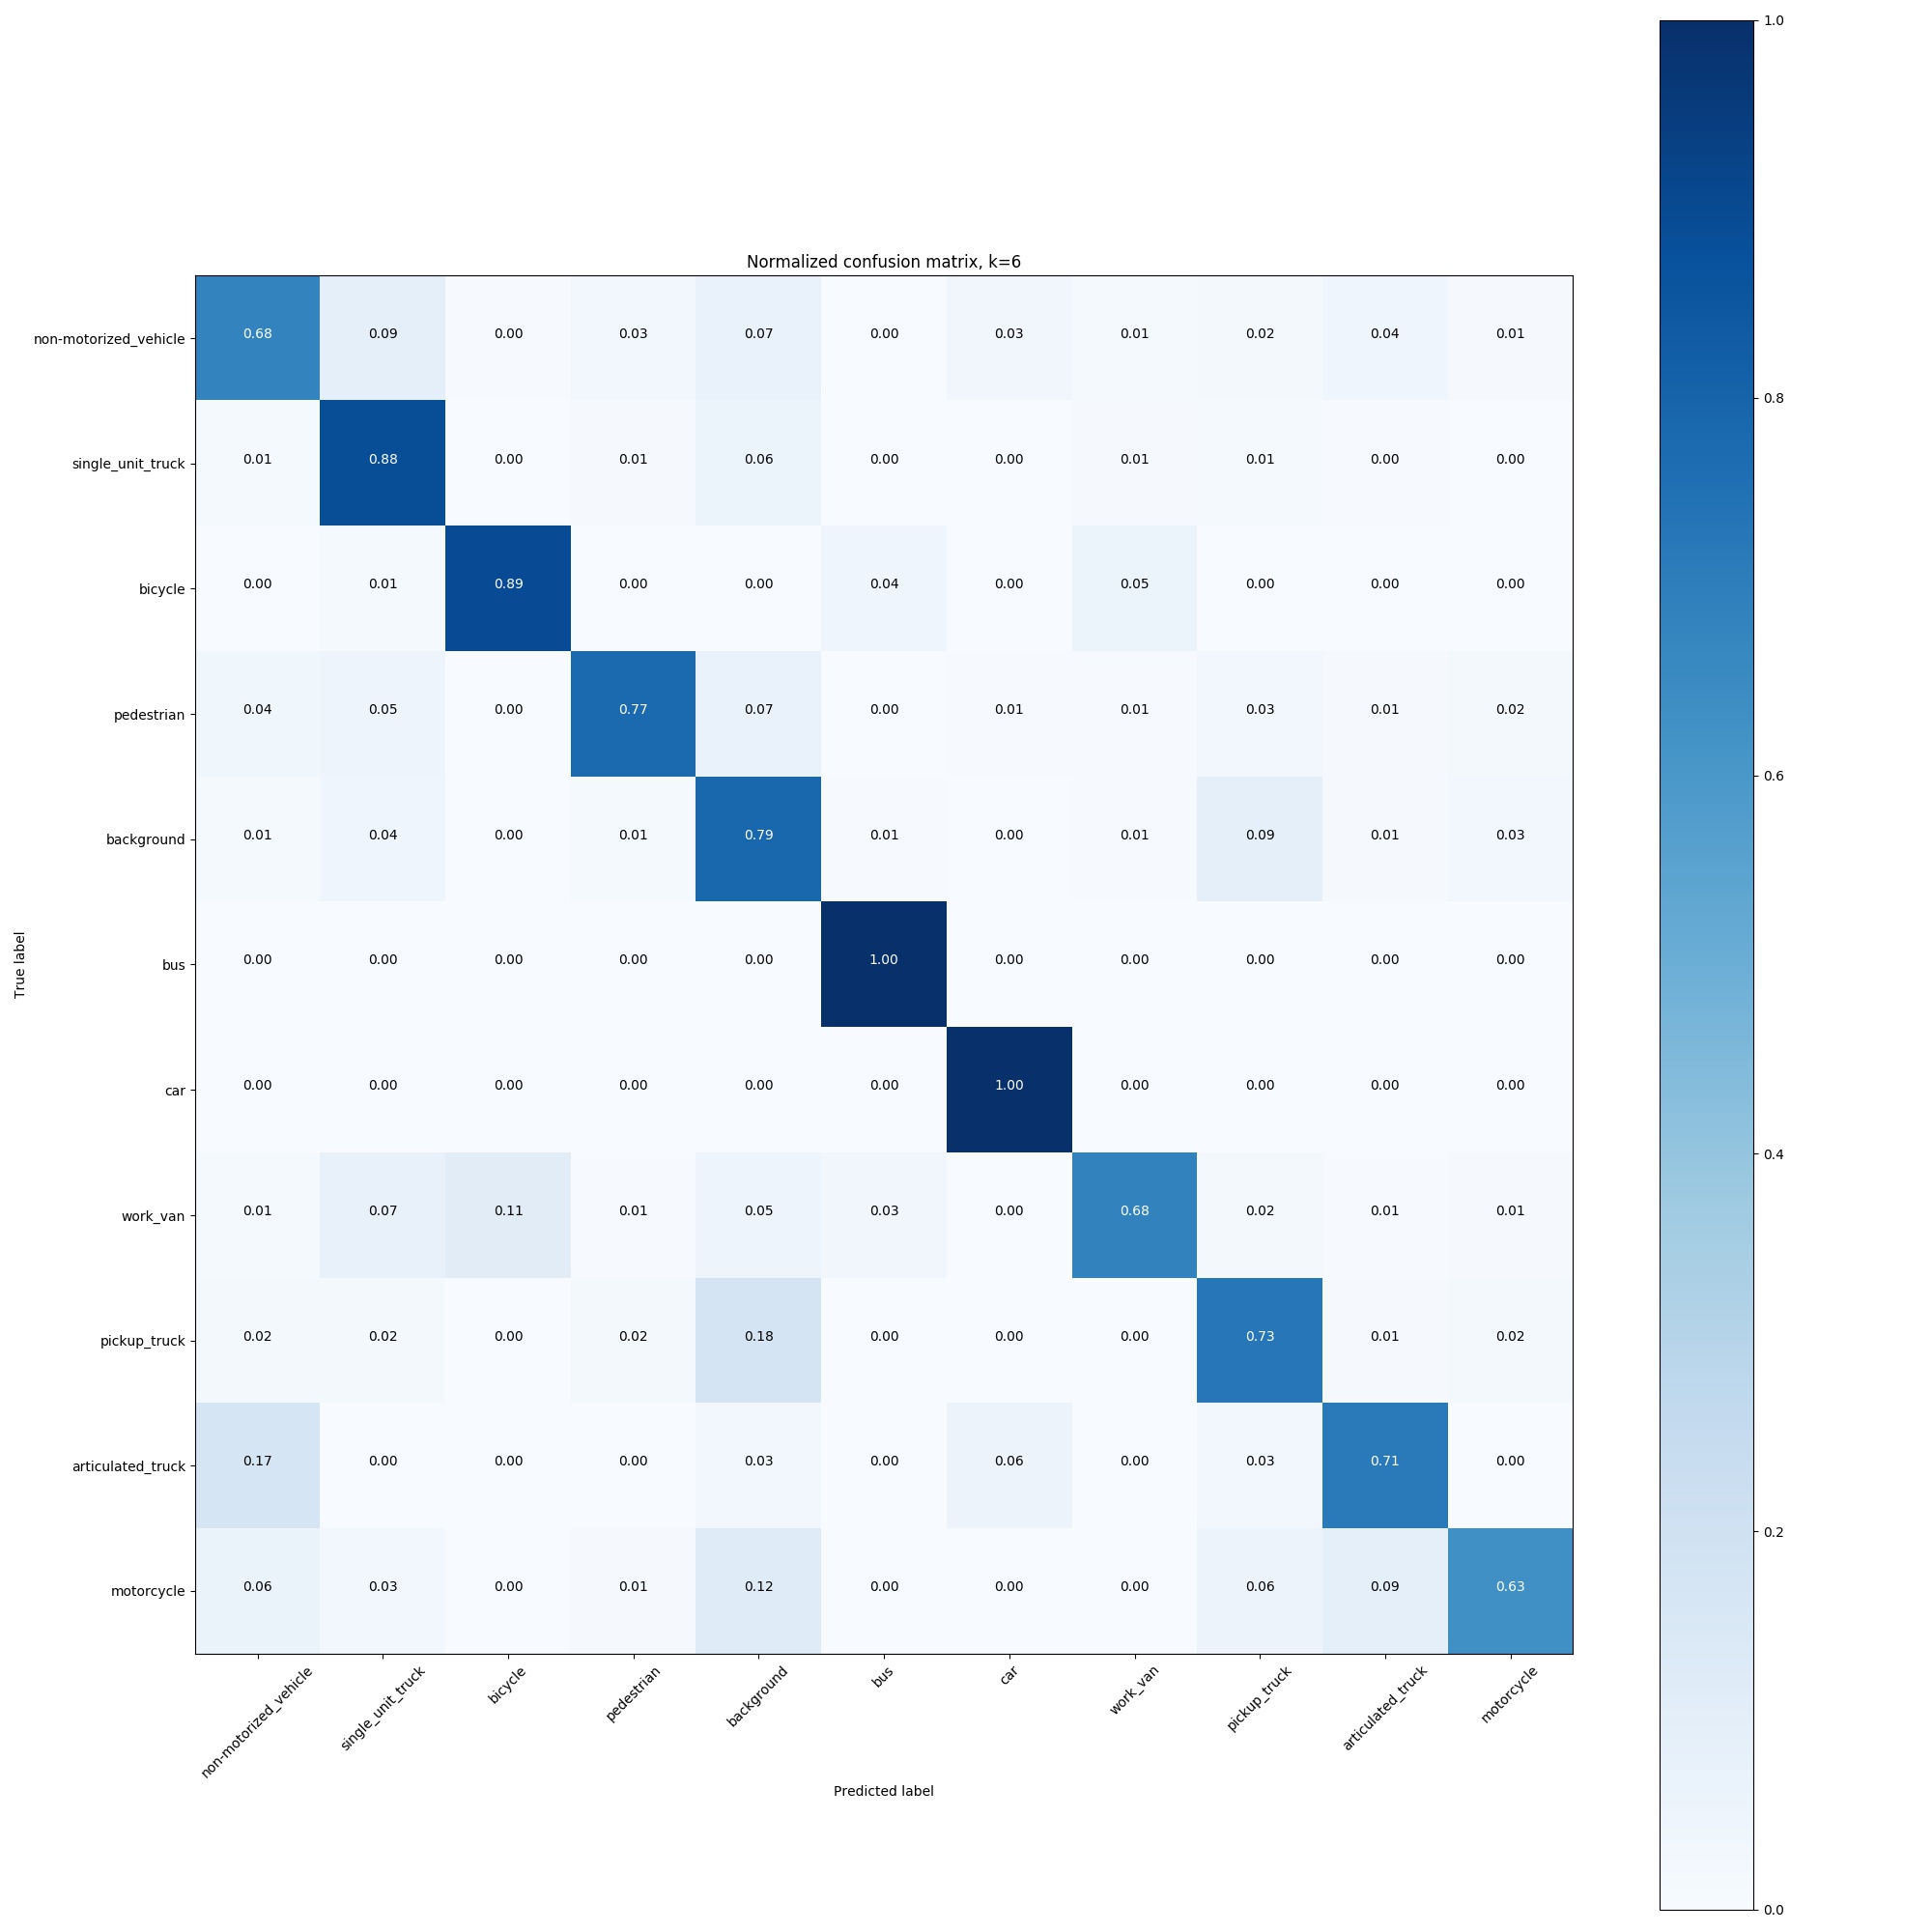 Normalized confusion matrix, k=6
non-motorized_vehicle 0.68 0.09 0.00 0.03 0.07 0.00 0.03 0.01 0.02 0.04 0.01
single_unit_truck 0.01 0.88 0.00 0.01 0.06 0.00 0.00 0.01 0.01 0.00 0.00
bicycle 0.00 0.01 0.89 0.00 0.00 0.04 0.00 0.05 0.00 0.00 0.00
pedestrian 0.04 0.05 0.00 0.77 0.07 0.00 0.01 0.01 0.03 0.01 0.02
background 0.01 0.04 0.00 0.01 0.79 0.01 0.00 0.01 0.09 0.01 0.03
bus 0.00 0.00 0.00 0.00 0.00 1.00 0.00 0.00 0.00 0.00 0.00
car 0.00 0.00 0.00 0.00 0.00 0.00 1.00 0.00 0.00 0.00 0.00
work_van 0.01 0.07 0.11 0.01 0.05 0.03 0.00 0.68 0.02 0.01 0.01
pickup_truck 0.02 0.02 0.00 0.02 0.18 0.00 0.00 0.00 0.73 0.01 0.02
articulated_truck 0.17 0.00 0.00 0.00 0.03 0.00 0.06 0.00 0.03 0.71 0.00
motorcycle 0.06 0.03 0.00 0.01 0.12 0.00 0.00 0.00 0.06 0.09 0.63
non-motorized_vehicle single_unit_truck bicycle pedestrian background bus car work_van pickup_truck articulated_truck motorcycle
Predicted label
True label
1.0
0.8
0.6
0.4
0.2
0.0